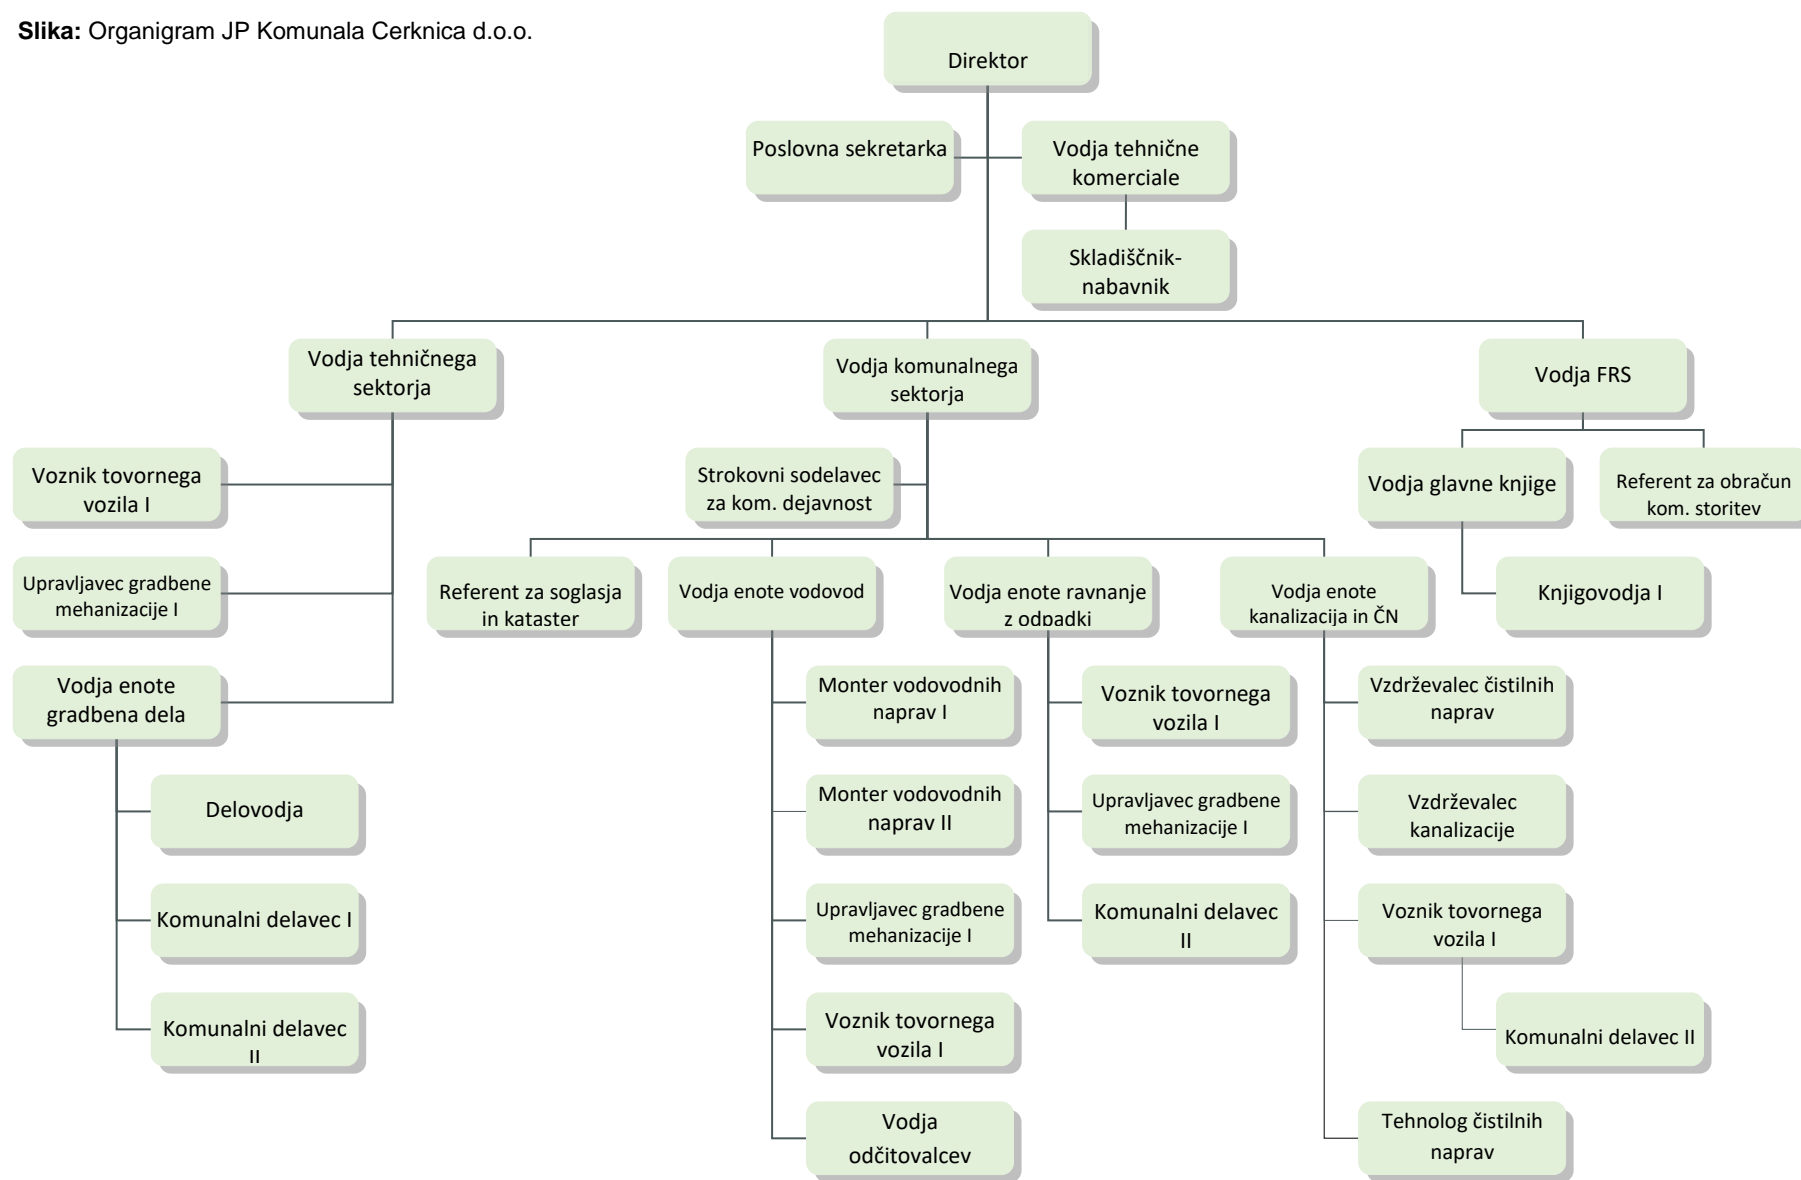 Slika: Organigram JP Komunala Cerknica d.o.o.
Direktor
Poslovna sekretarka
Vodja tehnične
komerciale
Skladiščnik-
nabavnik
Vodja tehničnega
sektorja
Voznik tovornega
vozila I
Upravljavec gradbene
mehanizacije I
Vodja enote
gradbena dela
Delovodja
Komunalni delavec I
Komunalni delavec
II
Vodja komunalnega
sektorja
Strokovni sodelavec
za kom. dejavnost
Referent za soglasja
in kataster
Vodja enote vodovod
Monter vodovodnih
naprav I
Monter vodovodnih
naprav II
Upravljavec gradbene
mehanizacije I
Voznik tovornega
vozila I
Vodja
odčitovalcev
Vodja enote ravnanje
z odpadki
Voznik tovornega
vozila I
Upravljavec gradbene
mehanizacije I
Komunalni delavec
II
Vodja enote
kanalizacija in ČN
Vzdrževalec čistilnih
naprav
Vzdrževalec
kanalizacije
Voznik tovornega
vozila I
Komunalni delavec II
Tehnolog čistilnih
naprav
Vodja FRS
Vodja glavne knjige
Knjigovodja I
Referent za obračun
kom. storitev